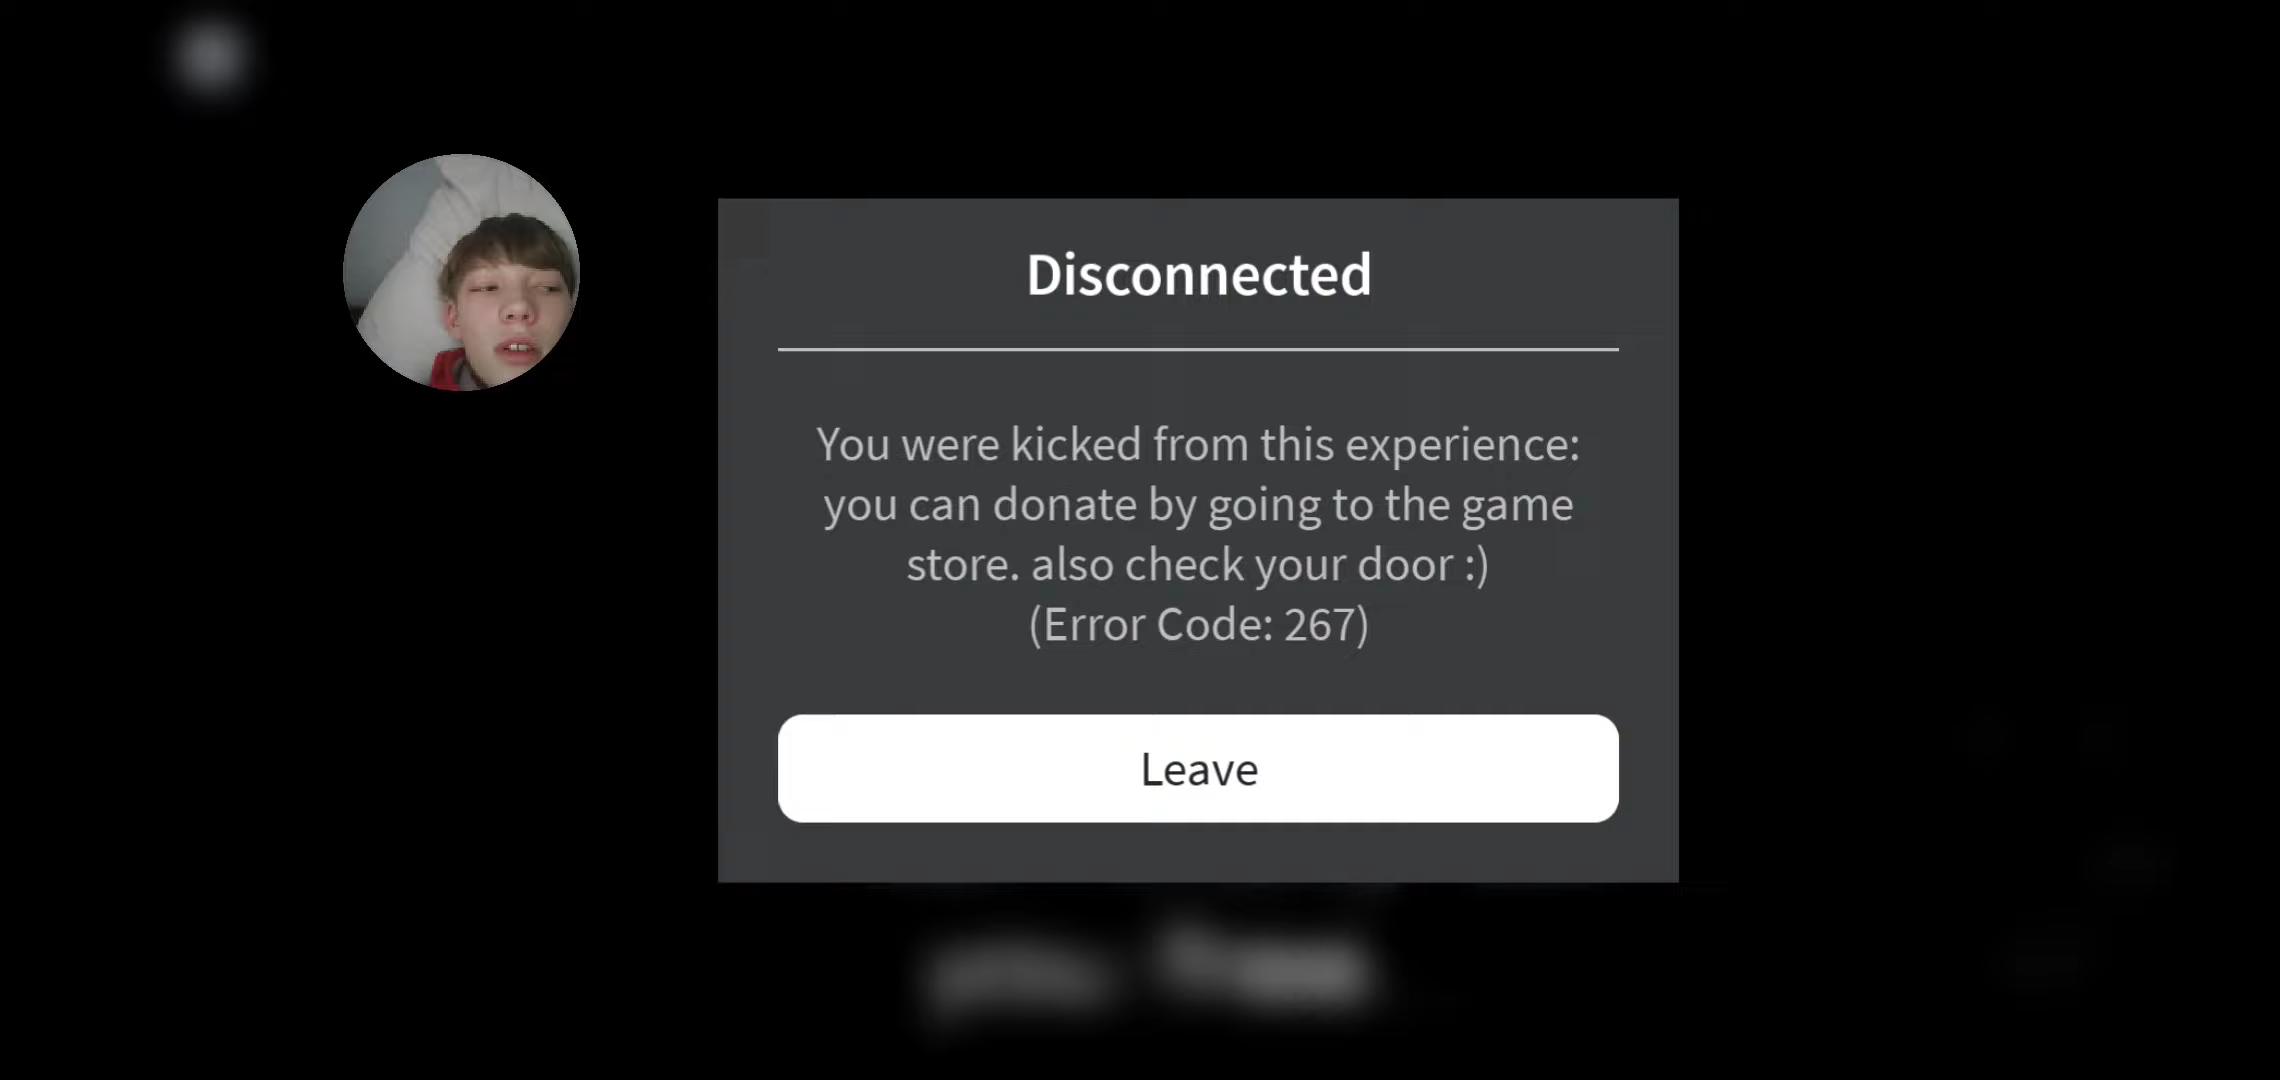 Disconnected
You were kicked from this experience:
you can donate by going to the game
store. also check your door :)
(Error Code: 267)
Leave